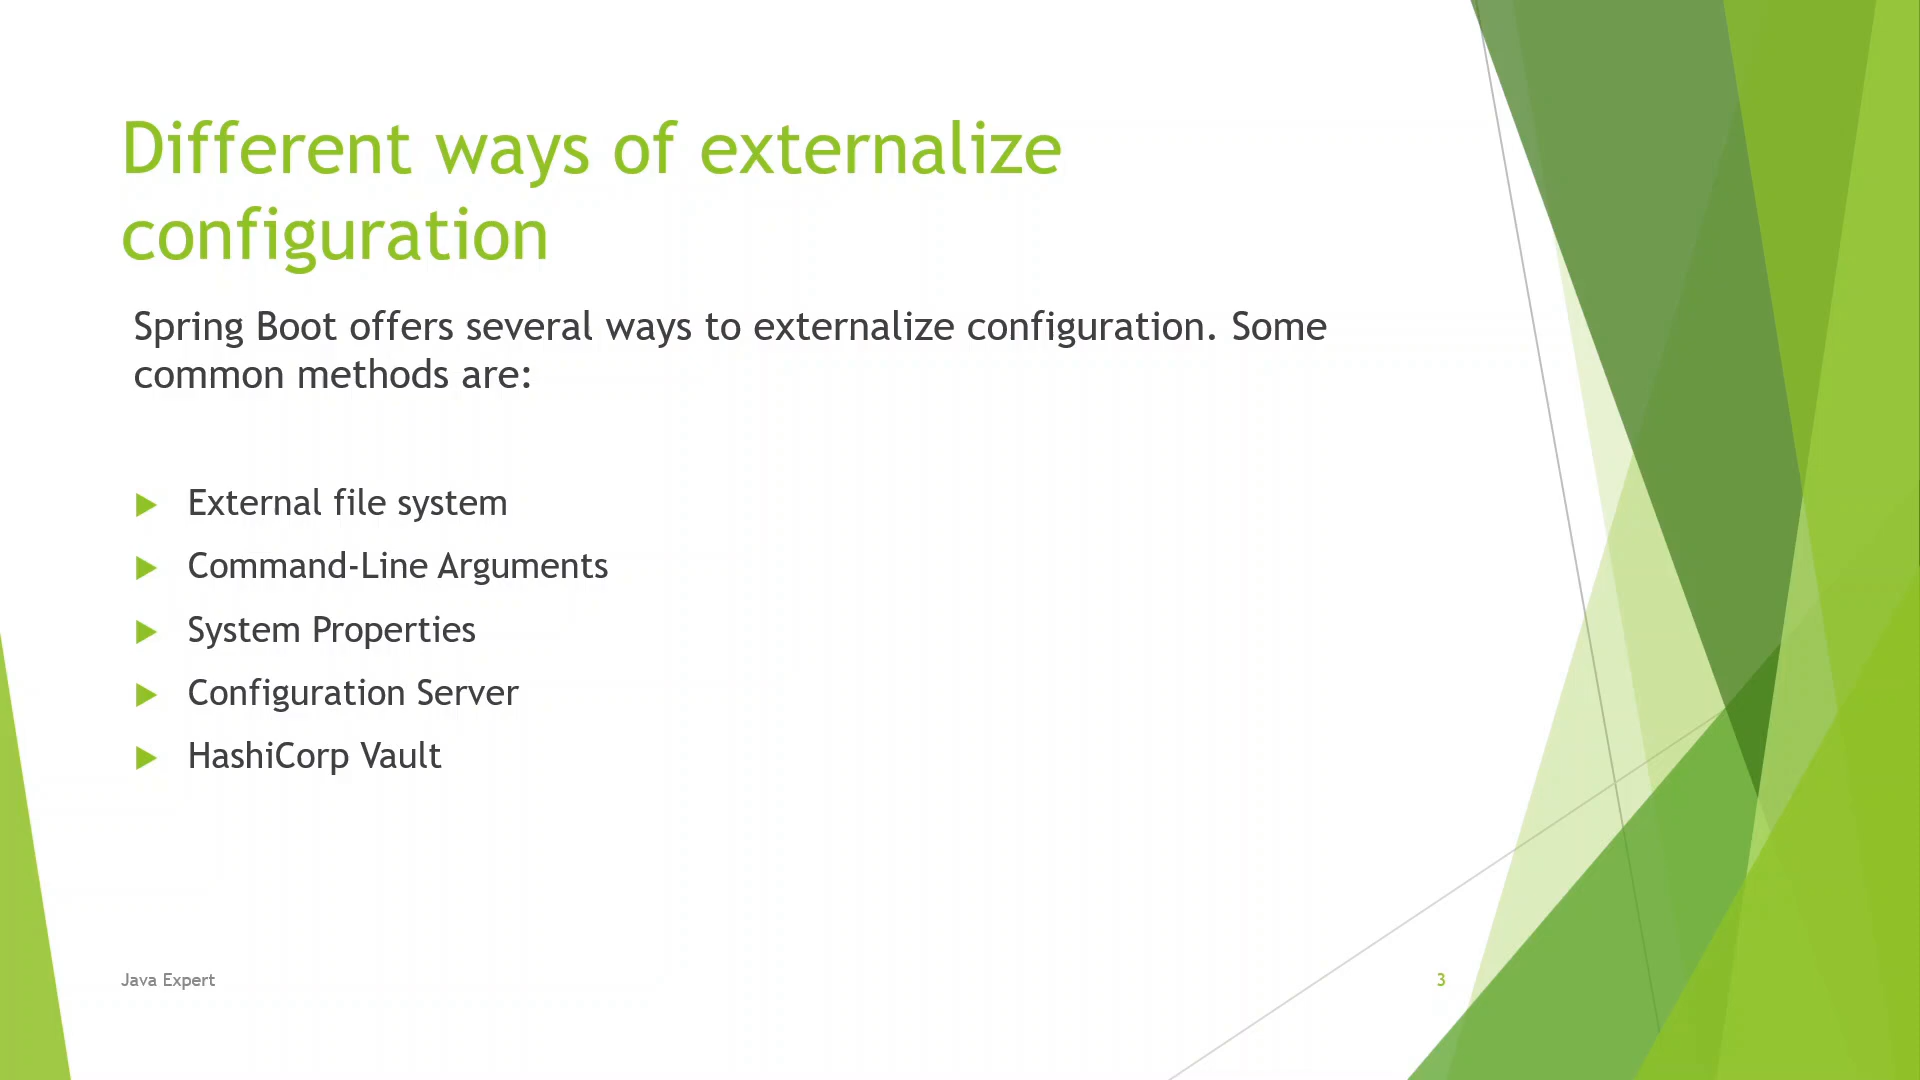 Different ways of externalize
configuration
Spring Boot offers several ways to externalize configuration. Some
common methods are:
External file system
Command-Line Arguments
System Properties
Configuration Server
HashiCorp Vault
Java Expert
3